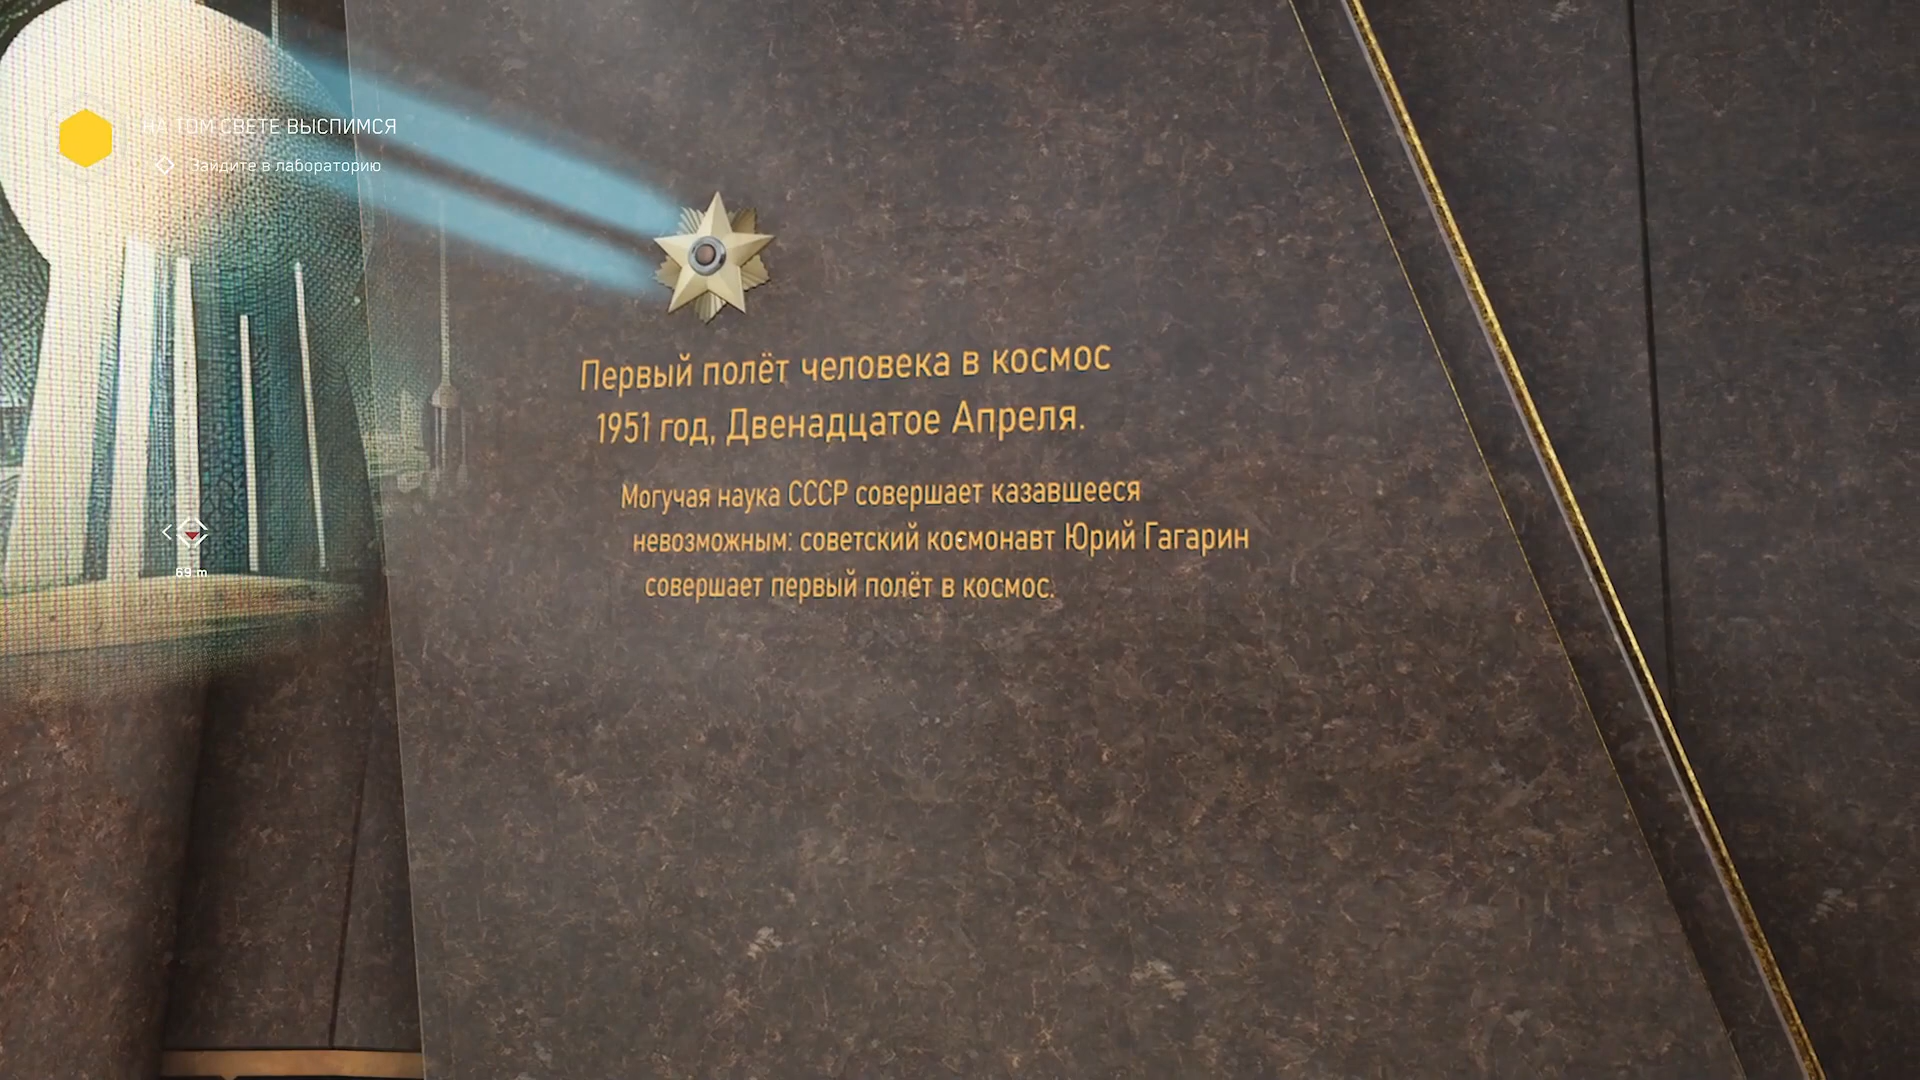 НА ТОМ СВЕТЕ ВЫСПИМСЯ
Зайдите в лабораторию
Первый полёт человека в космос
1951 год, Двенадцатое Апреля.
Могучая наука СССР совершает казавшееся
невозможным: советский космонавт Юрий Гагарин
совершает первый полёт в космос.
69 m